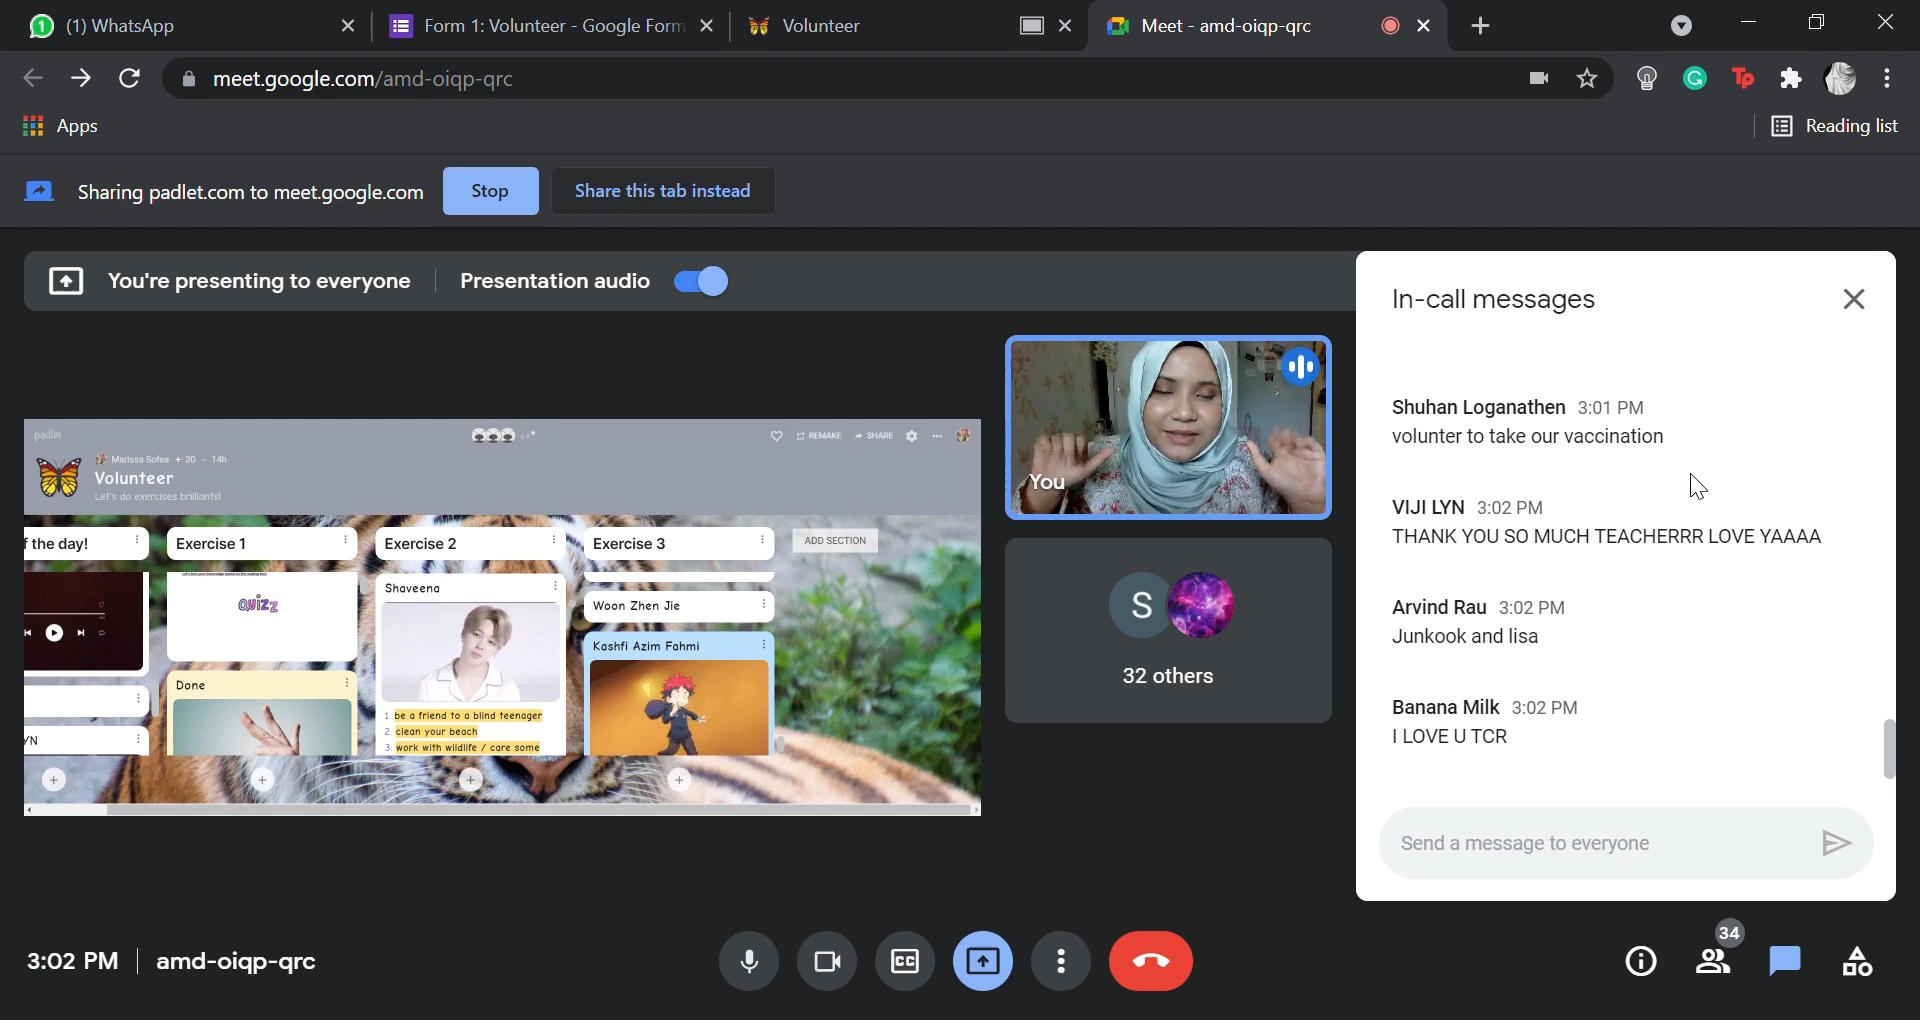 (1) WhatsApp
Form 1: Volunteer - Google Form
Volunteer
Meet - amd-oiqp-qrc
meet.google.com/amd-oiqp-qrc
Apps
Reading list
Sharing padlet.com to meet.google.com
Stop
Share this tab instead
You're presenting to everyone
Presentation audio
In-call messages
padlet
REMAKE
SHARE
Marissa Sofea + 20 - 14h
Volunteer
Let's do exercises brilliants!
f the day!
Exercise 1
Exercise 2
Exercise 3
ADD SECTION
QUIZZ
Done
YN
Shaveena
1. be a friend to a blind teenager
2. clean your beach
3. work with wildlife / care some
Woon Zhen Jie
Kashfi Azim Fahmi
You
S
32 others
Shuhan Loganathen 3:01 PM
volunter to take our vaccination
VIJI LYN 3:02 PM
THANK YOU SO MUCH TEACHERRR LOVE YAAAA
Arvind Rau 3:02 PM
Junkook and lisa
Banana Milk 3:02 PM
I LOVE U TCR
Send a message to everyone
3:02 PM
amd-oiqp-qrc
CC
34